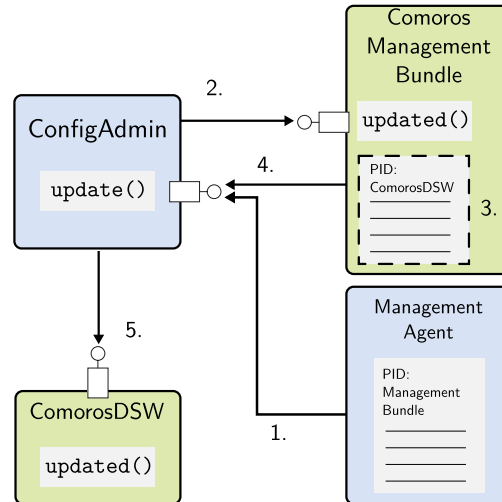 Comoros
Management
Bundle
2.
updated()
ConfigAdmin
update()
4.
PID:
ComorosDSW
3.
Management
Agent
5.
PID:
Management
Bundle
ComorosDSW
1.
updated()